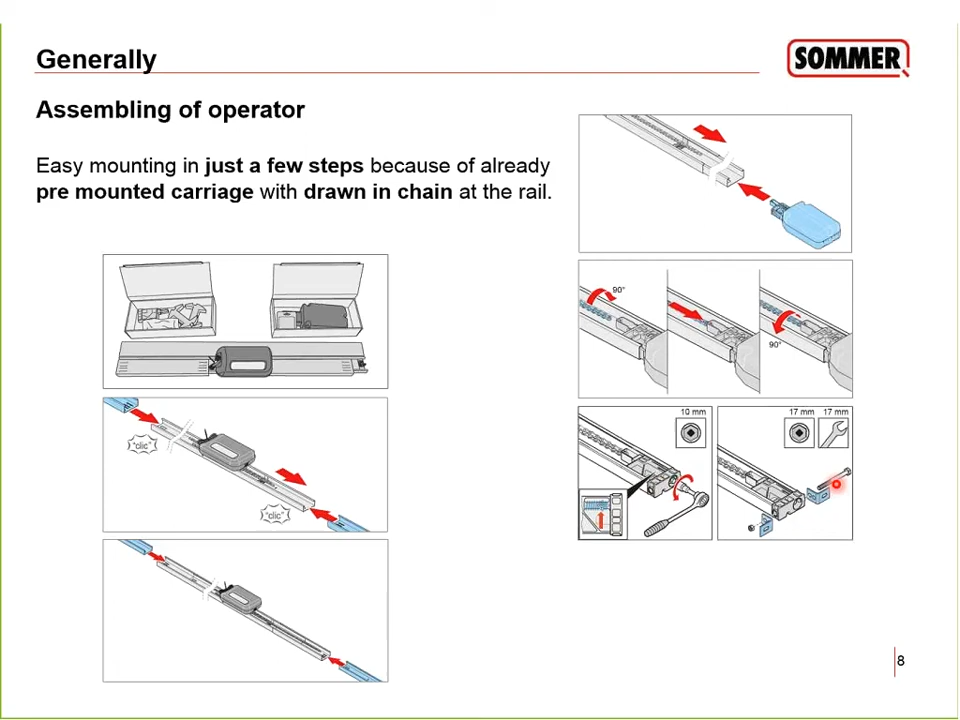 Generally
SOMMER
Assembling of operator
Easy mounting in just a few steps because of already
pre mounted carriage with drawn in chain at the rail.
"clic"
"clic"
90°
90°
10 mm
17 mm 17 mm
8